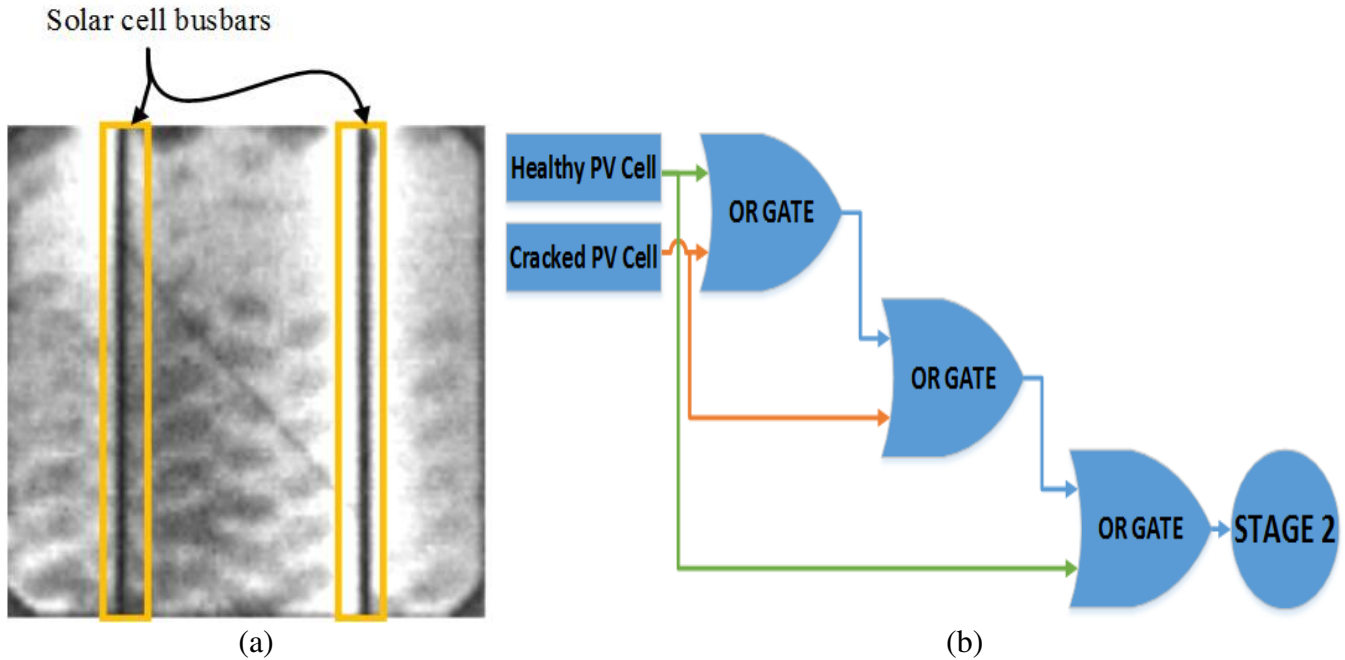 Solar cell busbars
Healthy PV Cell
OR GATE
Cracked PV Cell
OR GATE
OR GATE
STAGE 2
(a)
(b)